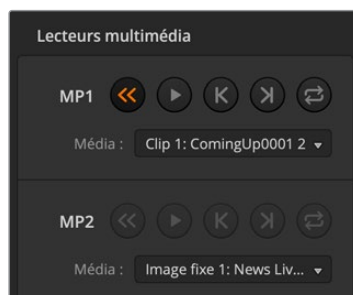 Lecteurs multimédia
MP1
Média : Clip 1: ComingUp0001 2
MP2
Média : Image fixe 1: News Liv...